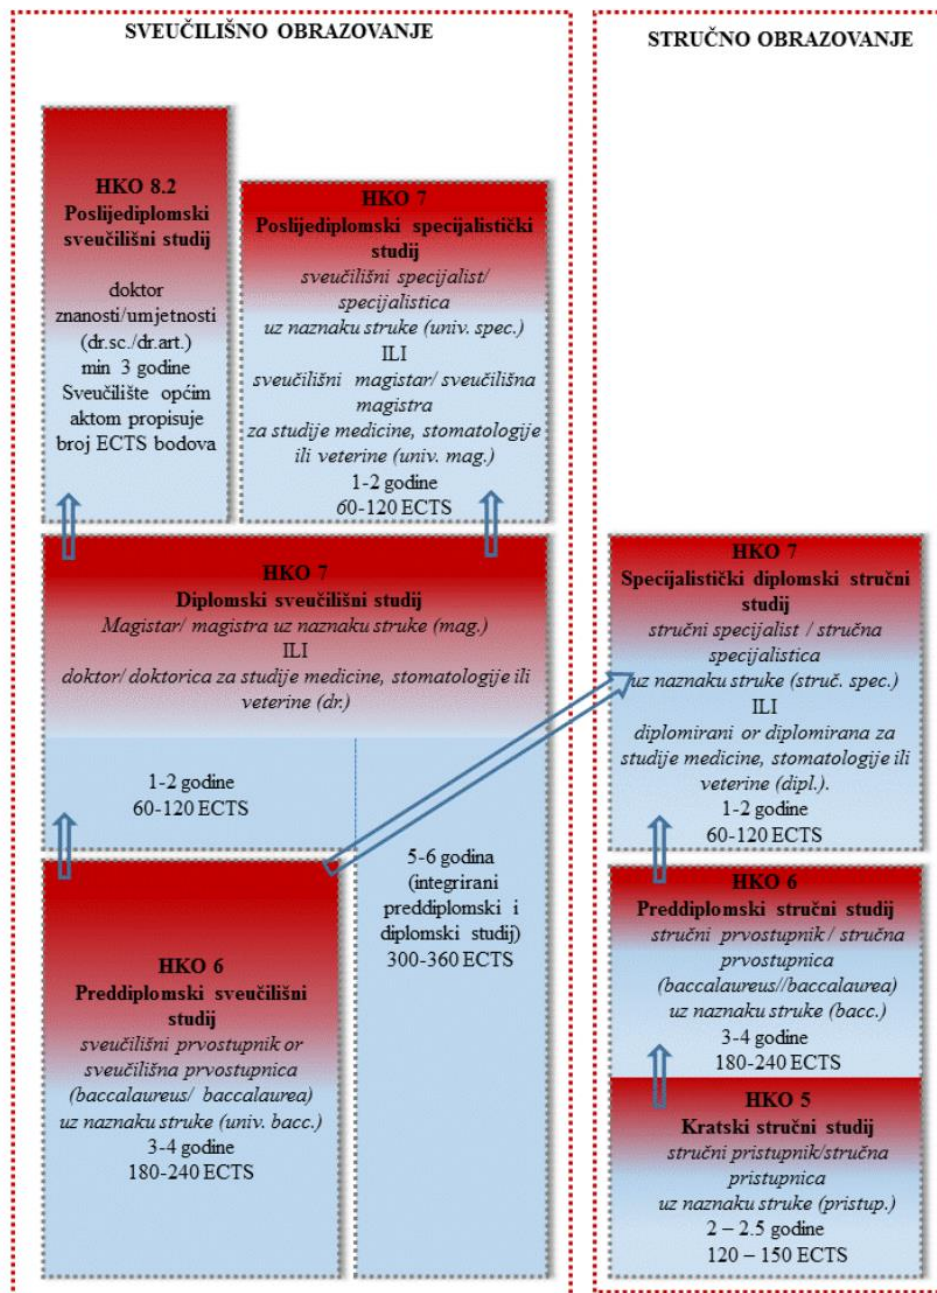 SVEUČILIŠNO OBRAZOVANJE
HKO 8.2
Poslijediplomski
sveučilišni studij
doktor
znanosti/umjetnosti
(dr.sc./dr.art.)
min 3 godine
Sveučilište općim
aktom propisuje
broj ECTS bodova
HKO 7
Poslijediplomski specijalistički
studij
sveučilišni specijalist/
specijalistica
uz naznaku struke (univ. spec.)
ILI
sveučilišni magistar/ sveučilišna
magistra
za studije medicine, stomatologije
ili veterine (univ. mag.)
1-2 godine
60-120 ECTS
HKO 7
Diplomski sveučilišni studij
Magistar/ magistra uz naznaku struke (mag.)
ILI
doktor/ doktorica za studije medicine, stomatologije ili
veterine (dr.)
1-2 godine
60-120 ECTS
5-6 godina
(integrirani
preddiplomski i
diplomski studij)
300-360 ECTS
HKO 6
Preddiplomski sveučilišni
studij
sveučilišni prvostupnik or
sveučilišna prvostupnica
(baccalaureus/ baccalaurea)
uz naznaku struke (univ. bacc.)
3-4 godine
180-240 ECTS
STRUČNO OBRAZOVANJE
HKO 7
Specijalistički diplomski stručni
studij
stručni specijalist / stručna
specijalistica
uz naznaku struke (struč. spec.)
ILI
diplomirani or diplomirana za
studije medicine, stomatologije ili
veterine (dipl.).
1-2 godine
60-120 ECTS
HKO 6
Preddiplomski stručni studij
stručni prvostupnik / stručna
prvostupnica
(baccalaureus//baccalaurea)
uz naznaku struke (bacc.)
3-4 godine
180-240 ECTS
HKO 5
Kratski stručni studij
stručni pristupnik/stručna
pristupnica
uz naznaku struke (pristup.)
2 – 2.5 godine
120 – 150 ECTS